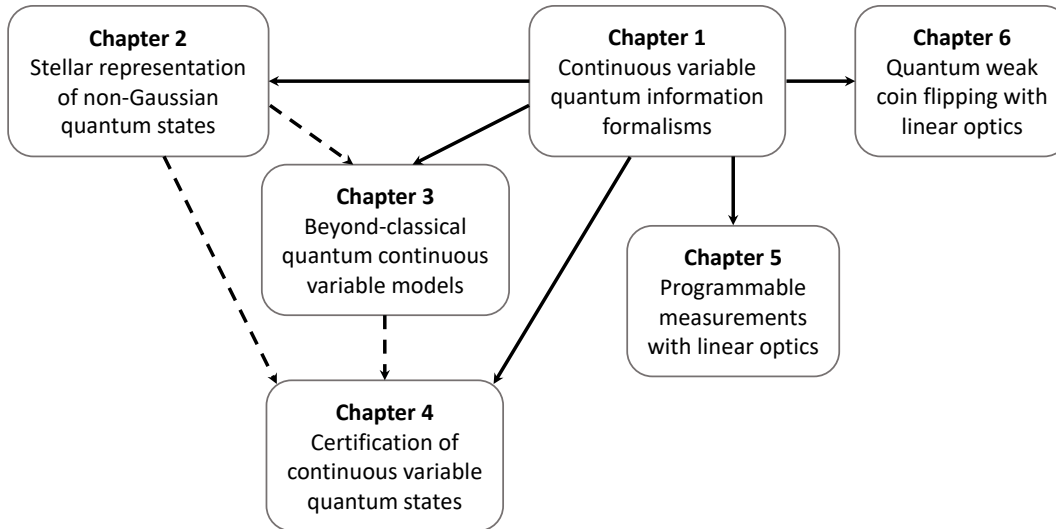 Chapter 2
Stellar representation
of non-Gaussian
quantum states
Chapter 1
Continuous variable
quantum information
formalisms
Chapter 6
Quantum weak
coin flipping with
linear optics
Chapter 3
Beyond-classical
quantum continuous
variable models
Chapter 5
Programmable
measurements
with linear optics
Chapter 4
Certification of
continuous variable
quantum states